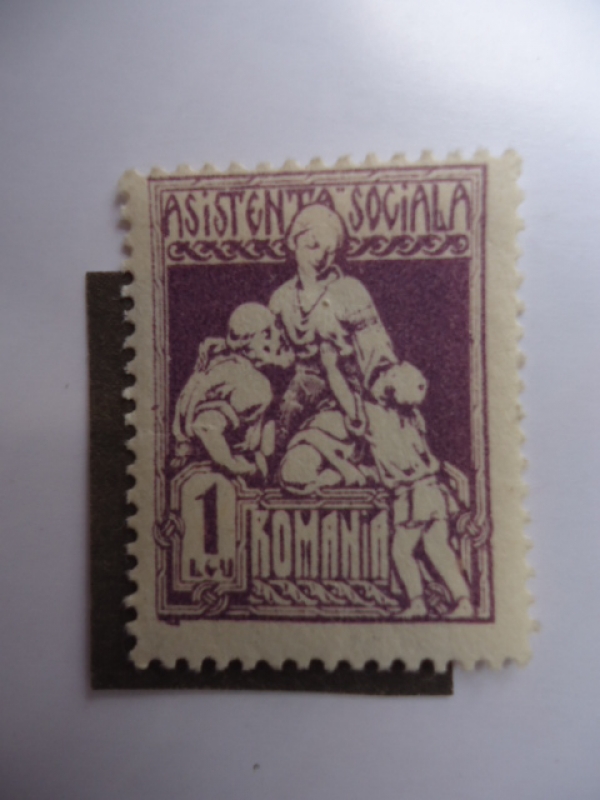 ASISTENTA SOCIALA
1
LEU
ROMANIA